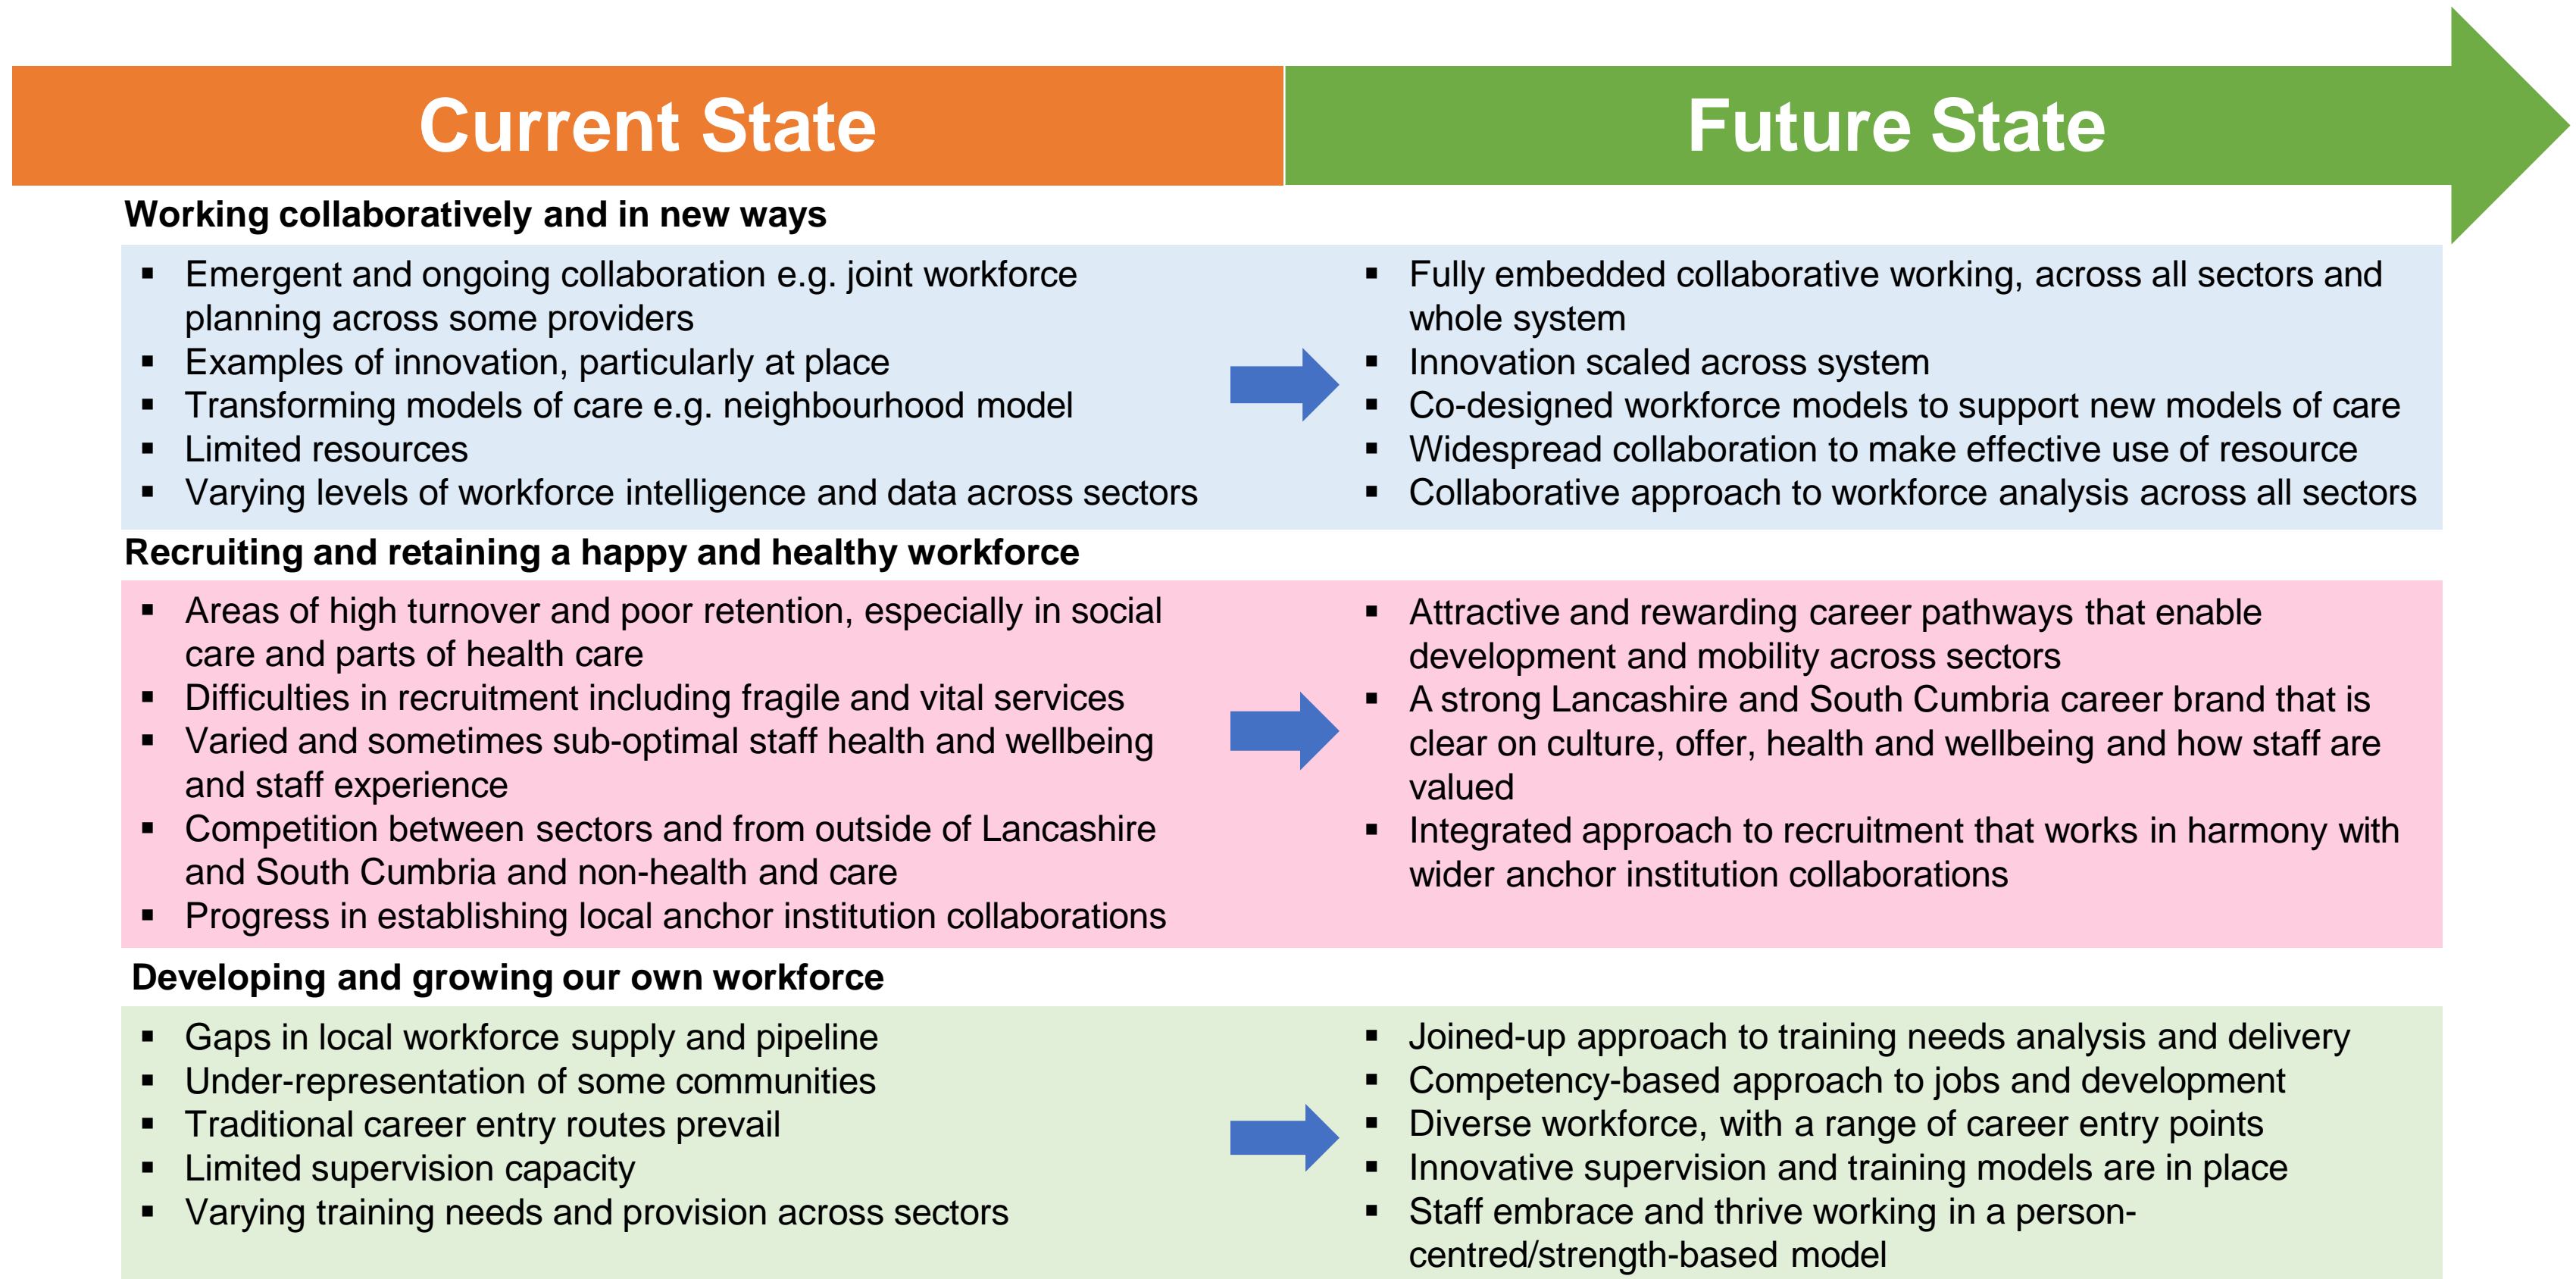 Current State
Future State
Working collaboratively and in new ways
▪ Emergent and ongoing collaboration e.g. joint workforce
planning across some providers
▪ Examples of innovation, particularly at place
▪ Transforming models of care e.g. neighbourhood model
▪ Limited resources
▪ Varying levels of workforce intelligence and data across sectors
▪ Fully embedded collaborative working, across all sectors and
whole system
▪ Innovation scaled across system
▪ Co-designed workforce models to support new models of care
▪ Widespread collaboration to make effective use of resource
▪ Collaborative approach to workforce analysis across all sectors
Recruiting and retaining a happy and healthy workforce
▪ Areas of high turnover and poor retention, especially in social
care and parts of health care
▪ Difficulties in recruitment including fragile and vital services
▪ Varied and sometimes sub-optimal staff health and wellbeing
and staff experience
▪ Competition between sectors and from outside of Lancashire
and South Cumbria and non-health and care
▪ Progress in establishing local anchor institution collaborations
▪ Attractive and rewarding career pathways that enable
development and mobility across sectors
▪ A strong Lancashire and South Cumbria career brand that is
clear on culture, offer, health and wellbeing and how staff are
valued
▪ Integrated approach to recruitment that works in harmony with
wider anchor institution collaborations
Developing and growing our own workforce
▪ Gaps in local workforce supply and pipeline
▪ Under-representation of some communities
▪ Traditional career entry routes prevail
▪ Limited supervision capacity
▪ Varying training needs and provision across sectors
▪ Joined-up approach to training needs analysis and delivery
▪ Competency-based approach to jobs and development
▪ Diverse workforce, with a range of career entry points
▪ Innovative supervision and training models are in place
▪ Staff embrace and thrive working in a person-
centred/strength-based model